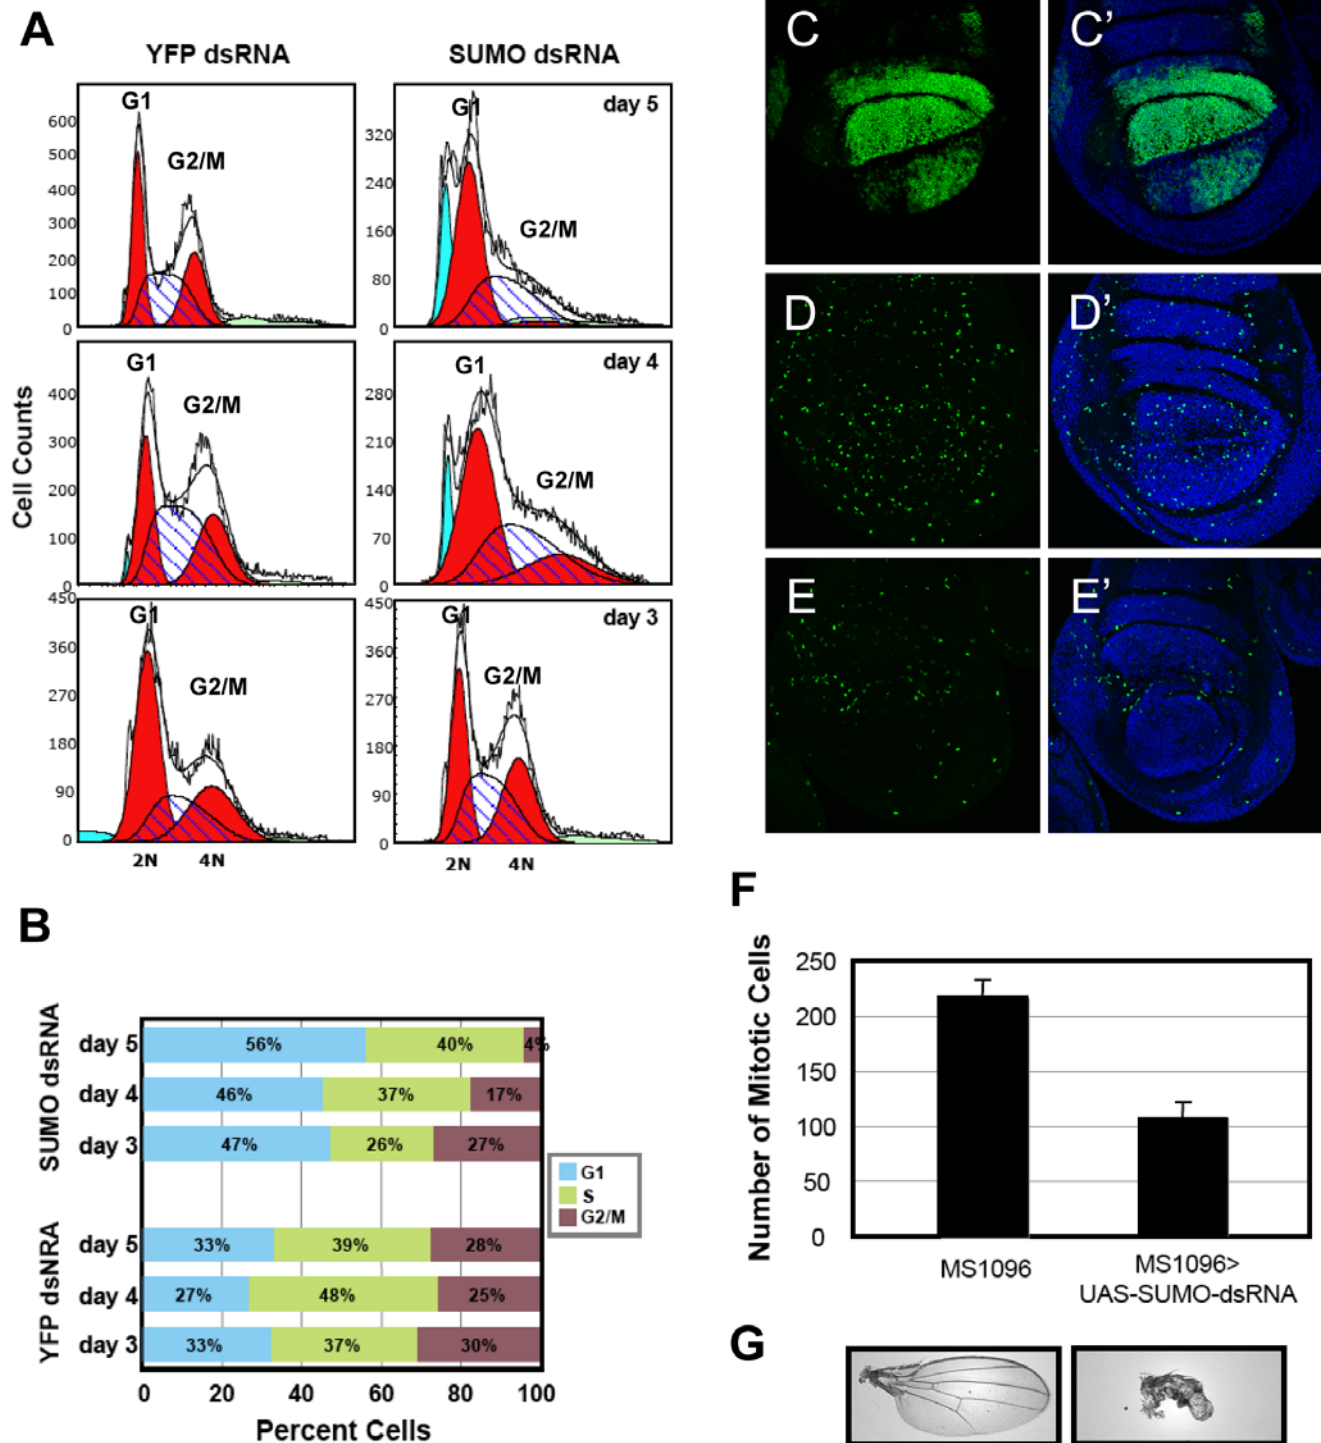 A
YFP dsRNA
SUMO dsRNA
G1
G2/M
600
500
400
300
200
100
0
G1
day 5
G2/M
320
240
160
80
0
G1
G2/M
400
300
200
100
0
G1
day 4
G2/M
280
210
140
70
0
G1
G2/M
450
360
270
180
90
0
G1
day 3
G2/M
450
360
270
180
90
0
2N
4N
2N
4N
Cell Counts
B
SUMO dsRNA
day 5
56%
40%
4%
day 4
46%
37%
17%
day 3
47%
26%
27%
YFP dsNRA
day 5
33%
39%
28%
day 4
27%
48%
25%
day 3
33%
37%
30%
0
20
40
60
80
100
Percent Cells
G1
S
G2/M
C
C'
D
D'
E
E'
F
Number of Mitotic Cells
250
200
150
100
50
0
MS1096
MS1096>
UAS-SUMO-dsRNA
G